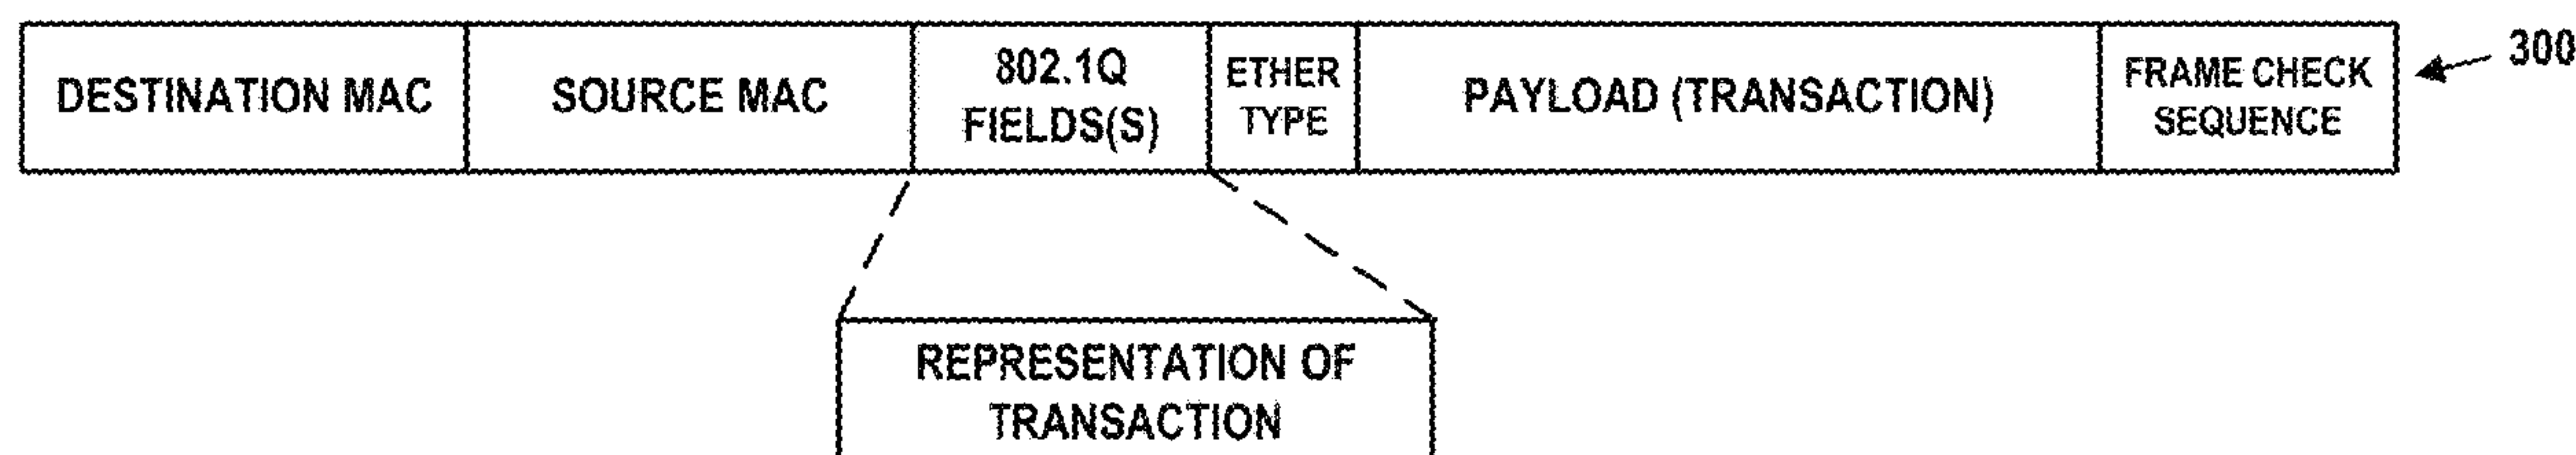 DESTINATION MAC
SOURCE MAC
802.1Q
FIELDS(S)
ETHER
TYPE
PAYLOAD (TRANSACTION)
FRAME CHECK
SEQUENCE
300
REPRESENTATION OF
TRANSACTION